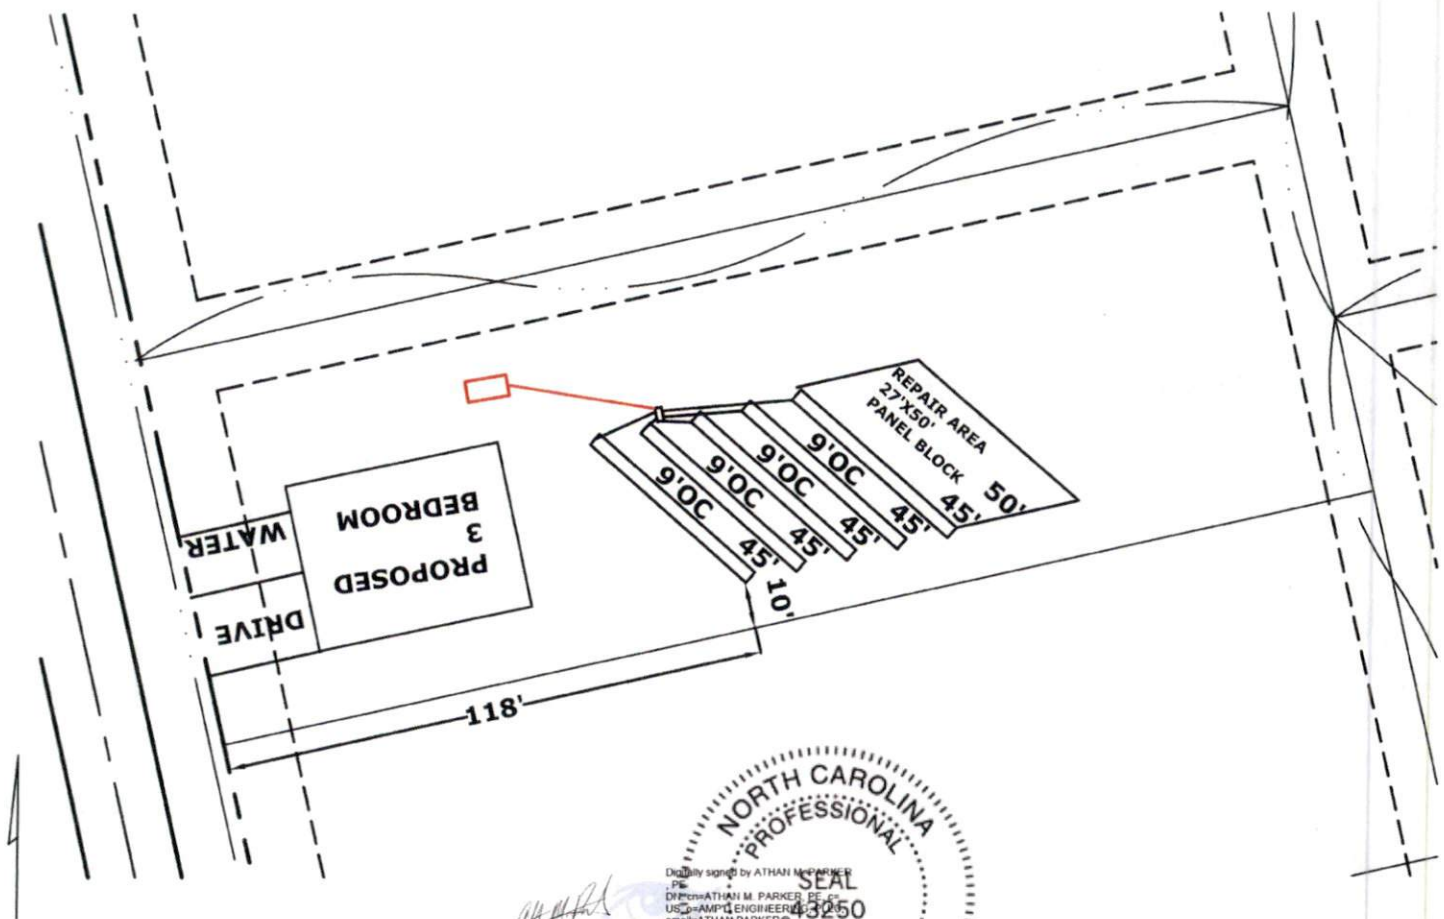 REPAIR AREA
27'X50'
PANEL BLOCK
50'
9'OC
9'OC
9'OC
9'OC
45'
45'
45'
45'
45'
10'
PROPOSED
3
BEDROOM
WATER
DRIVE
118'
NORTH CAROLINA
PROFESSIONAL
SEAL
43250
Digitally signed by ATHAN M. PARKER
, PE
DN: cn=ATHAN M. PARKER, PE, c=